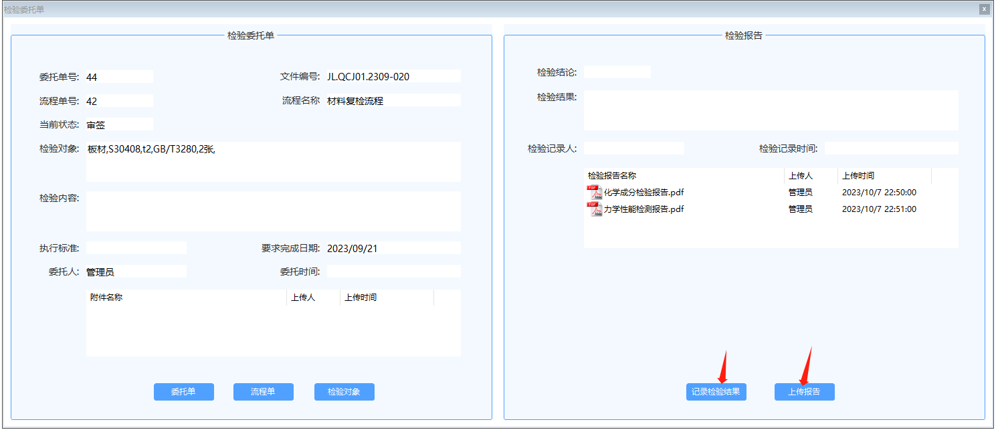 检验委托单
x
检验委托单
委托单号: 44 文件编号: JL.QCJ01.2309-020
流程单号: 42 流程名称 材料复检流程
当前状态: 审签
检验对象: 板材,S30408,t2,GB/T3280,2张,
检验内容:
执行标准: 要求完成日期: 2023/09/21
委托人: 管理员 委托时间:
附件名称 上传人 上传时间
委托单 流程单 检验对象
检验报告
检验结论:
检验结果:
检验记录人: 检验记录时间:
检验报告名称 上传人 上传时间
化学成分检验报告.pdf 管理员 2023/10/7 22:50:00
力学性能检测报告.pdf 管理员 2023/10/7 22:51:00
记录检验结果 上传报告